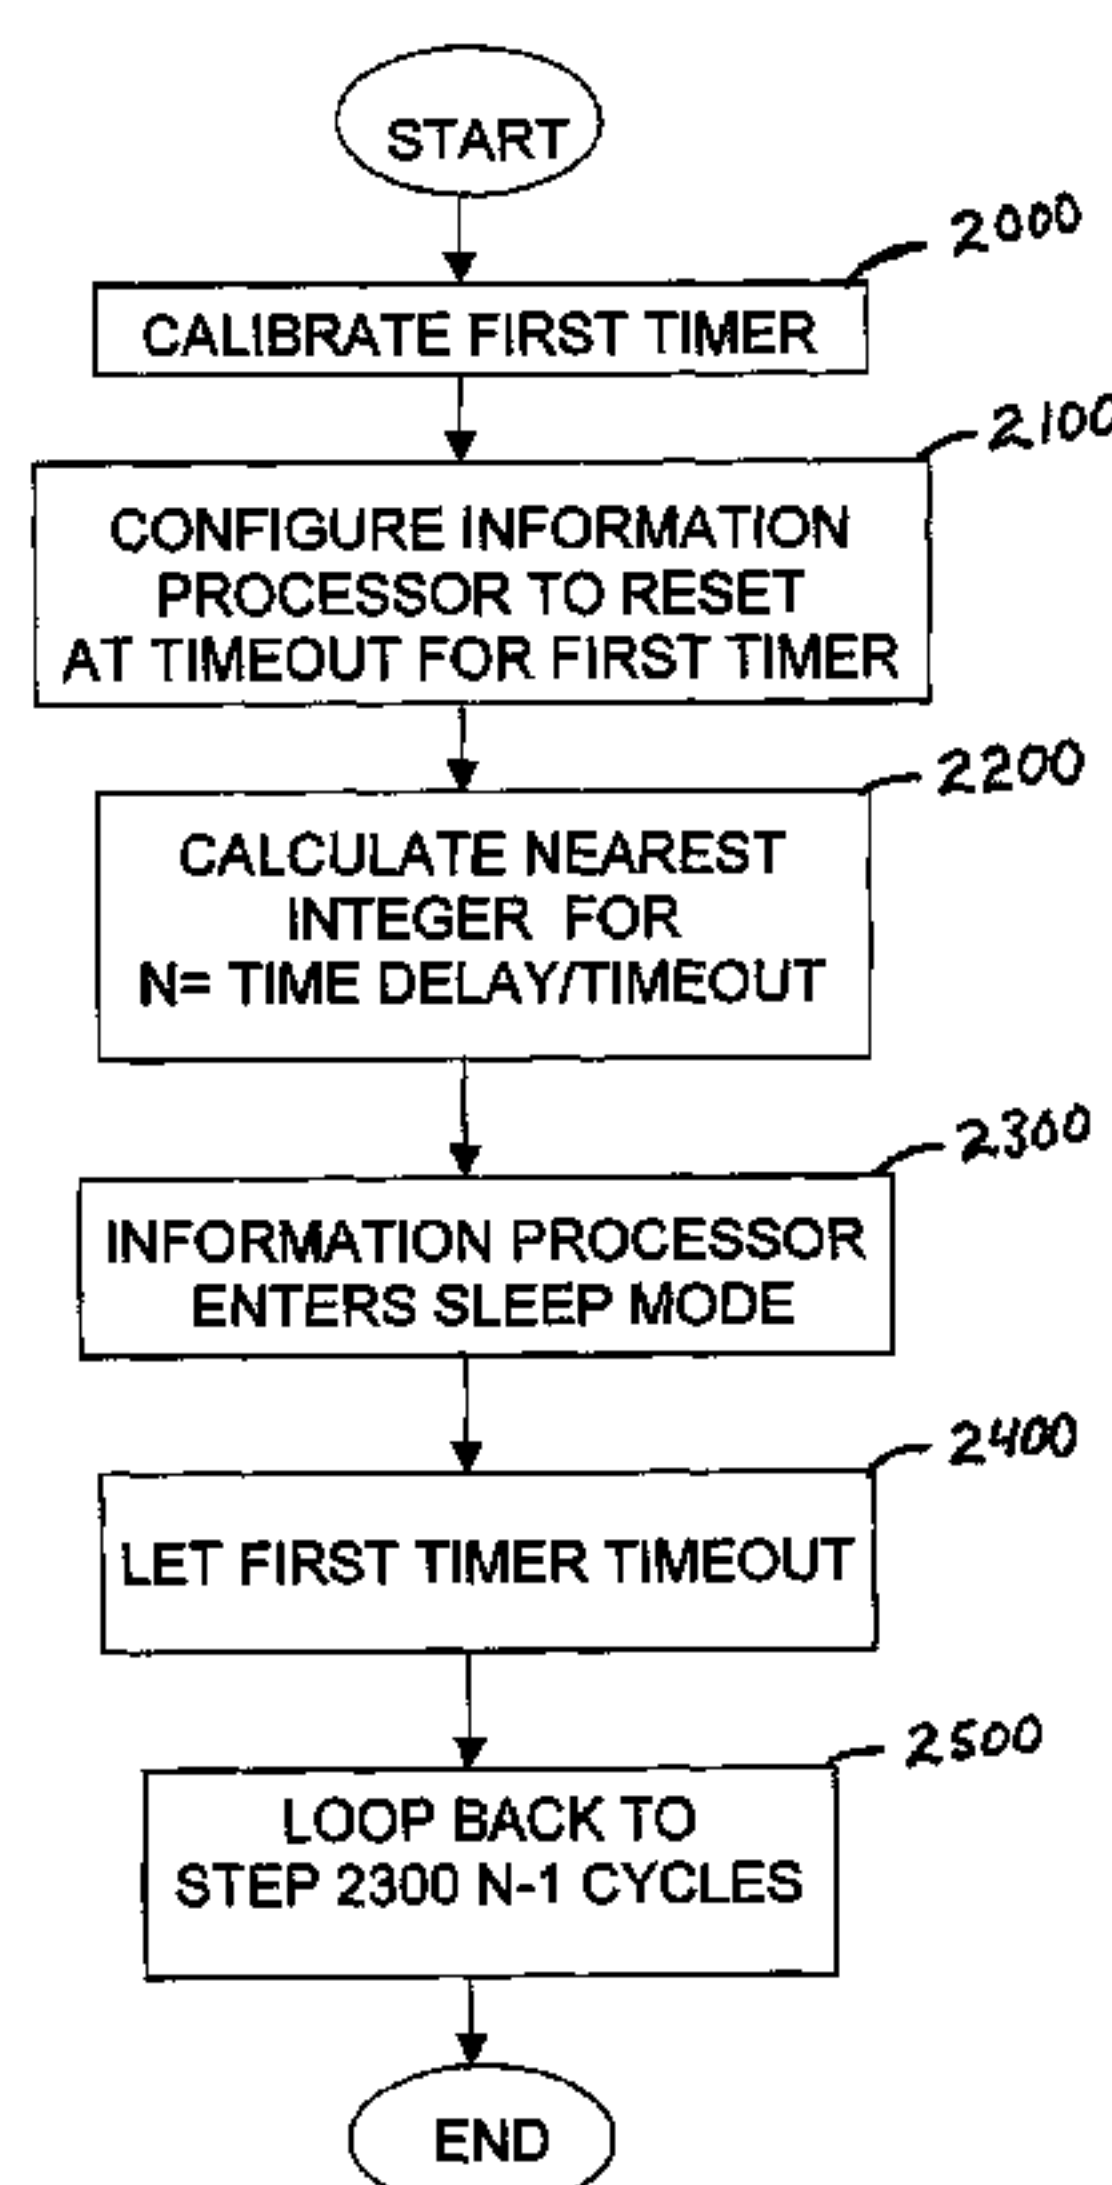 START
2000
CALIBRATE FIRST TIMER
2100
CONFIGURE INFORMATION
PROCESSOR TO RESET
AT TIMEOUT FOR FIRST TIMER
2200
CALCULATE NEAREST
INTEGER FOR
N= TIME DELAY/TIMEOUT
2300
INFORMATION PROCESSOR
ENTERS SLEEP MODE
2400
LET FIRST TIMER TIMEOUT
2500
LOOP BACK TO
STEP 2300 N-1 CYCLES
END